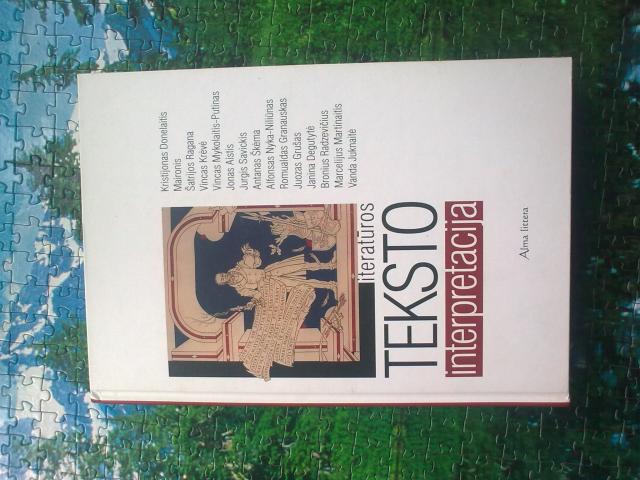 Kristijonas Donelaitis
Maironis
Šatrijos Ragana
Vincas Krėvė
Vincas Mykolaitis-Putinas
Jonas Aistis
Jurgis Savickis
Antanas Škėma
Alfonsas Nyka-Niliūnas
Romualdas Granauskas
Juozas Grušas
Janina Degutytė
Bronius Radzevičius
Marcelijus Martinaitis
Vanda Juknaitė
literatūros
TEKSTO
interpretacija
Alma littera